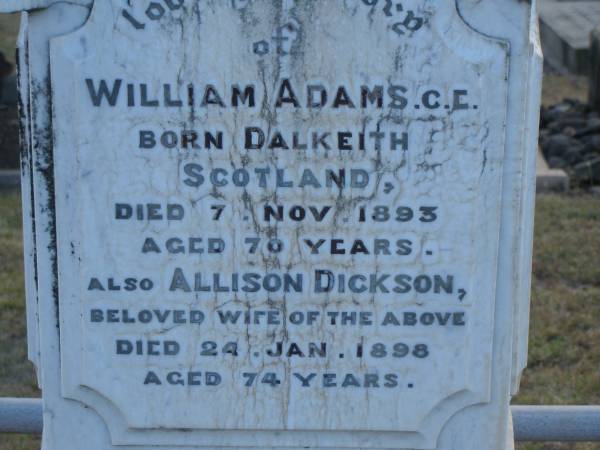 of
WILLIAM ADAMS.C.E.
BORN DALKEITH
SCOTLAND,
DIED 7. NOV. 1893
AGED 70 YEARS.
ALSO ALLISON DICKSON,
BELOVED WIFE OF THE ABOVE
DIED 24. JAN. 1898
AGED 74 YEARS.